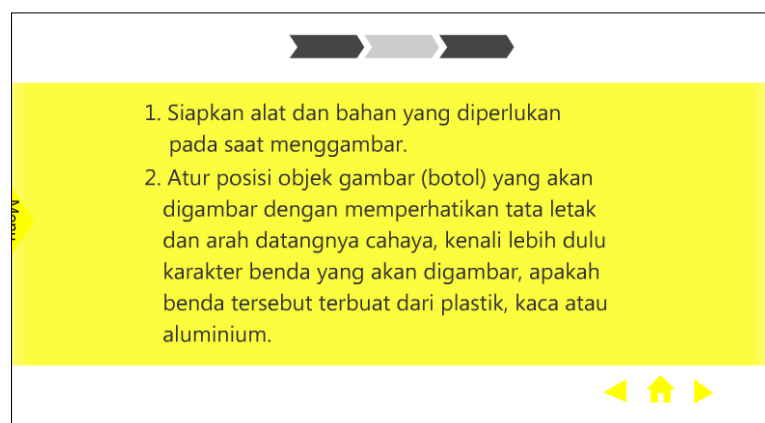 1. Siapkan alat dan bahan yang diperlukan
pada saat menggambar.
2. Atur posisi objek gambar (botol) yang akan
digambar dengan memperhatikan tata letak
dan arah datangnya cahaya, kenali lebih dulu
karakter benda yang akan digambar, apakah
benda tersebut terbuat dari plastik, kaca atau
aluminium.
Menu